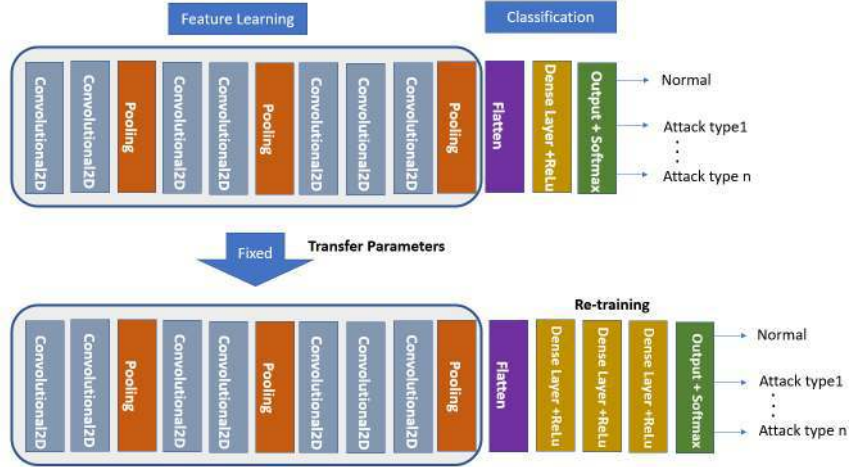 Feature Learning
Classification
Convolutional2D
Convolutional2D
Pooling
Convolutional2D
Convolutional2D
Pooling
Convolutional2D
Convolutional2D
Convolutional2D
Pooling
Flatten
Dense Layer +ReLu
Output + Softmax
Normal
Attack type1
Attack type n
Fixed
Transfer Parameters
Re-training
Convolutional2D
Convolutional2D
Pooling
Convolutional2D
Convolutional2D
Pooling
Convolutional2D
Convolutional2D
Convolutional2D
Pooling
Flatten
Dense Layer +ReLu
Dense Layer +ReLu
Dense Layer +ReLu
Output + Softmax
Normal
Attack type1
Attack type n